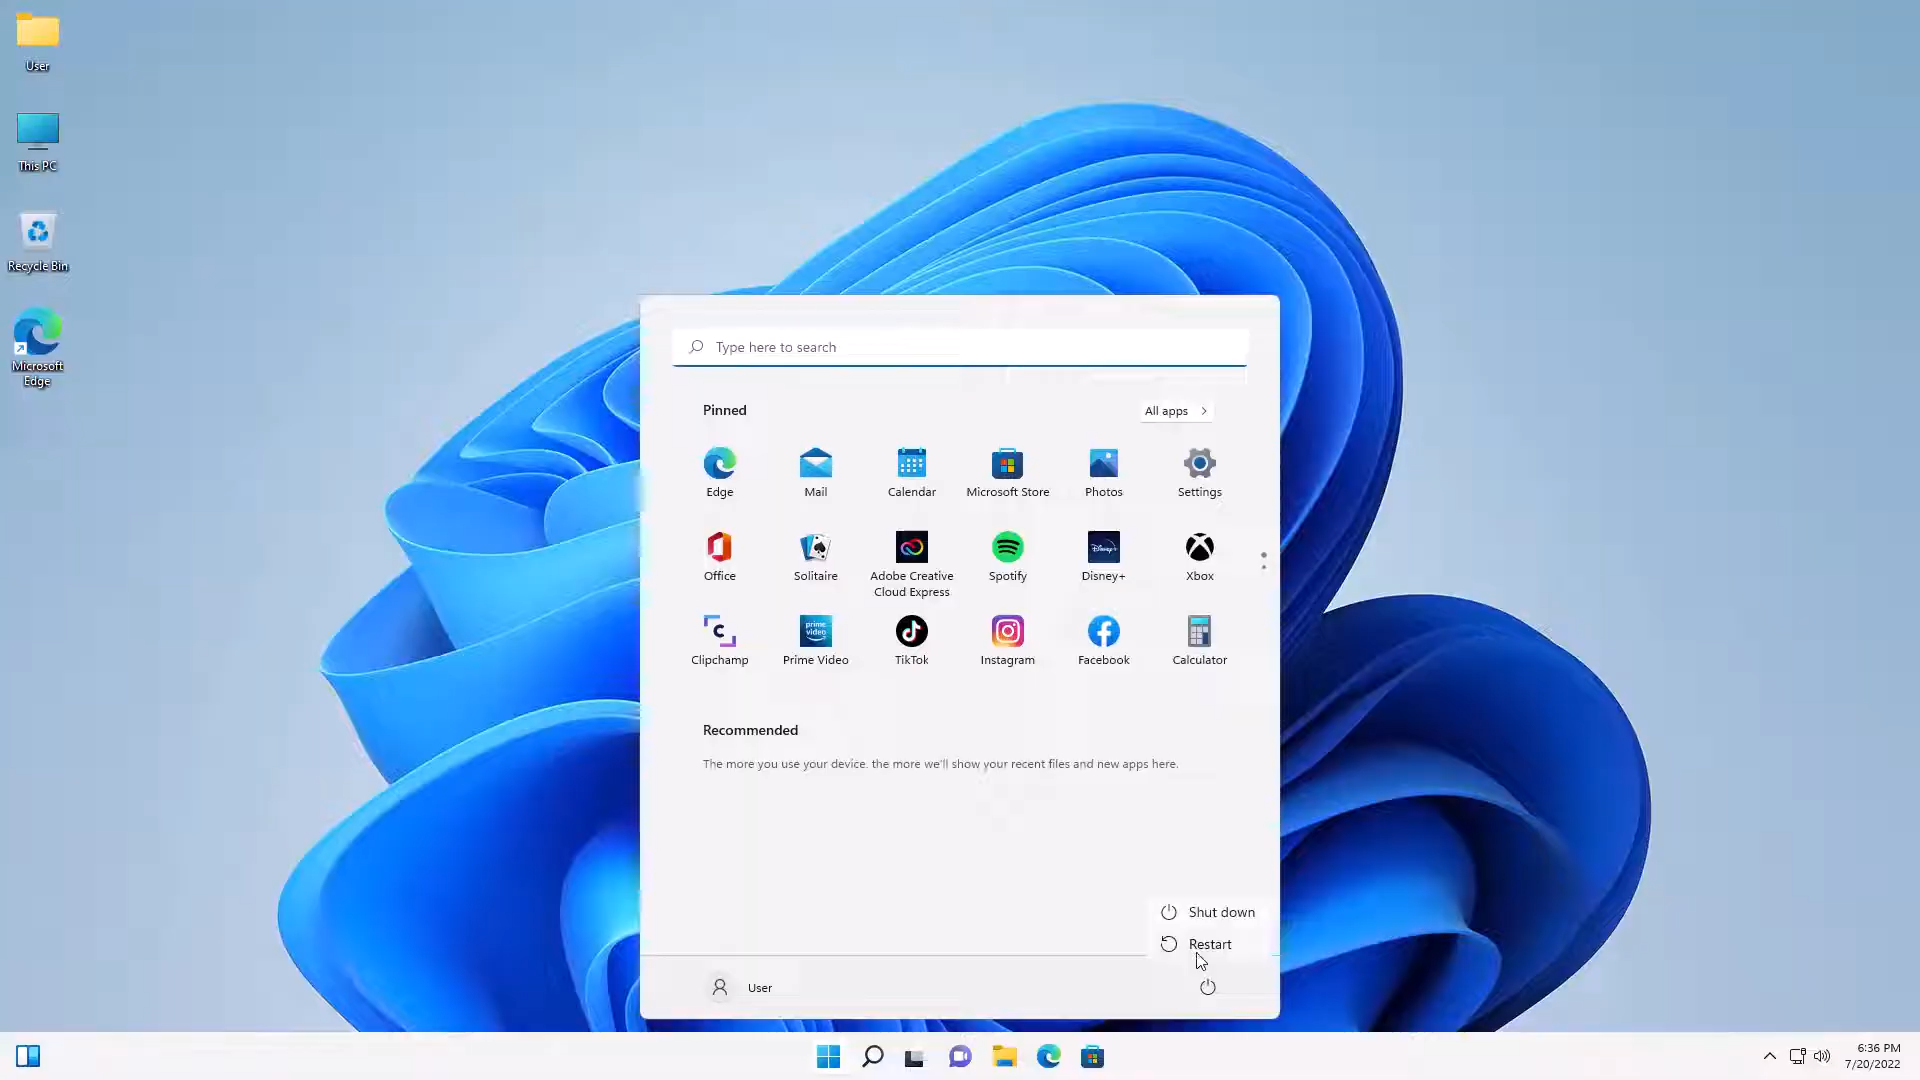 User
This PC
Recycle Bin
Microsoft
Edge
Type here to search
Pinned
All apps
Edge
Mail
Calendar
Microsoft Store
Photos
Settings
Office
Solitaire
Adobe Creative
Cloud Express
Spotify
Disney+
Disney+
Xbox
C
Clipchamp
prime
video
Prime Video
TikTok
Instagram
Facebook
Calculator
Recommended
The more you use your device, the more we'll show your recent files and new apps here.
Shut down
Restart
User
6:36 PM
7/20/2022